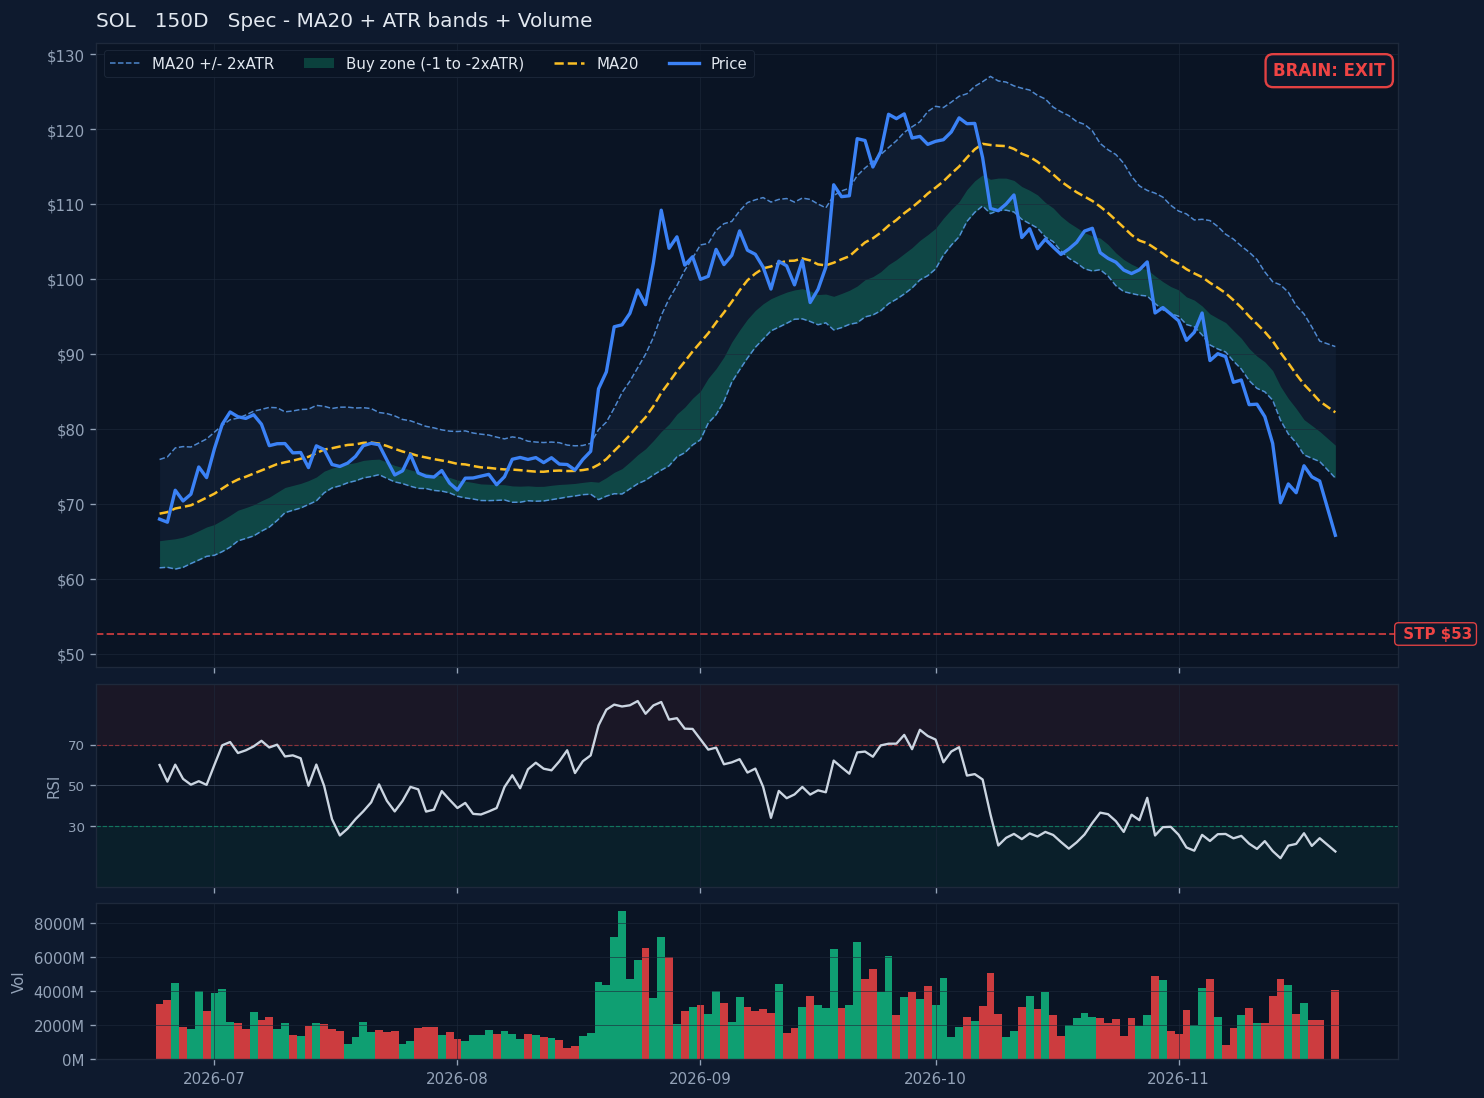 SOL   150D   Spec - MA20 + ATR bands + Volume
MA20 +/- 2xATR
Buy zone (-1 to -2xATR)
MA20
Price
BRAIN: EXIT
$130
$120
$110
$100
$90
$80
$70
$60
$50
STP $53
RSI
70
50
30
Vol
8000M
6000M
4000M
2000M
0M
2026-07
2026-08
2026-09
2026-10
2026-11